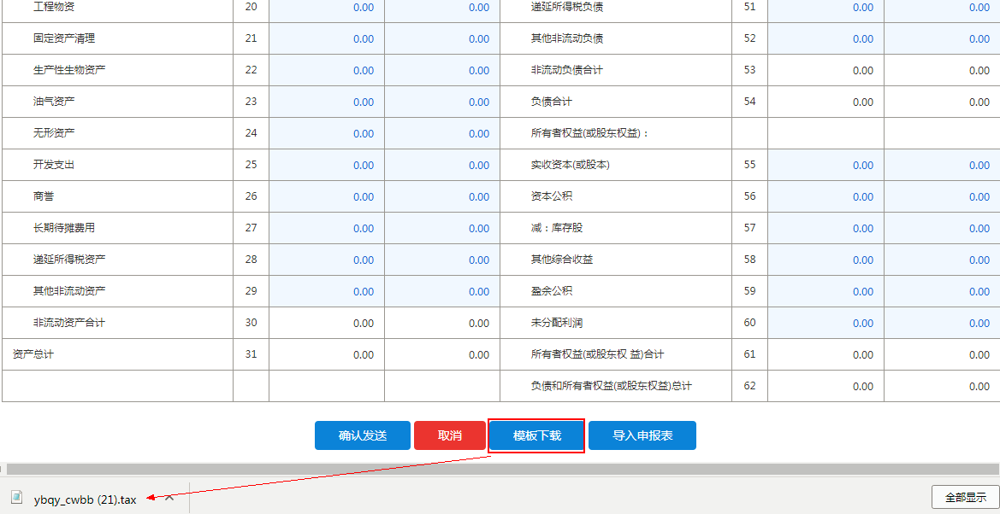 工程物资 20 0.00 0.00 递延所得税负债 51 0.00 0.00
固定资产清理 21 0.00 0.00 其他非流动负债 52 0.00 0.00
生产性生物资产 22 0.00 0.00 非流动负债合计 53 0.00 0.00
油气资产 23 0.00 0.00 负债合计 54 0.00 0.00
无形资产 24 0.00 0.00 所有者权益(或股东权益)：
开发支出 25 0.00 0.00 实收资本(或股本) 55 0.00 0.00
商誉 26 0.00 0.00 资本公积 56 0.00 0.00
长期待摊费用 27 0.00 0.00 减：库存股 57 0.00 0.00
递延所得税资产 28 0.00 0.00 其他综合收益 58 0.00 0.00
其他非流动资产 29 0.00 0.00 盈余公积 59 0.00 0.00
非流动资产合计 30 0.00 0.00 未分配利润 60 0.00 0.00
资产总计 31 0.00 0.00 所有者权益(或股东权 益)合计 61 0.00 0.00
负债和所有者权益(或股东权益)总计 62 0.00 0.00
确认发送 取消 模板下载 导入申报表
ybqy_cwbb (21).tax 全部显示